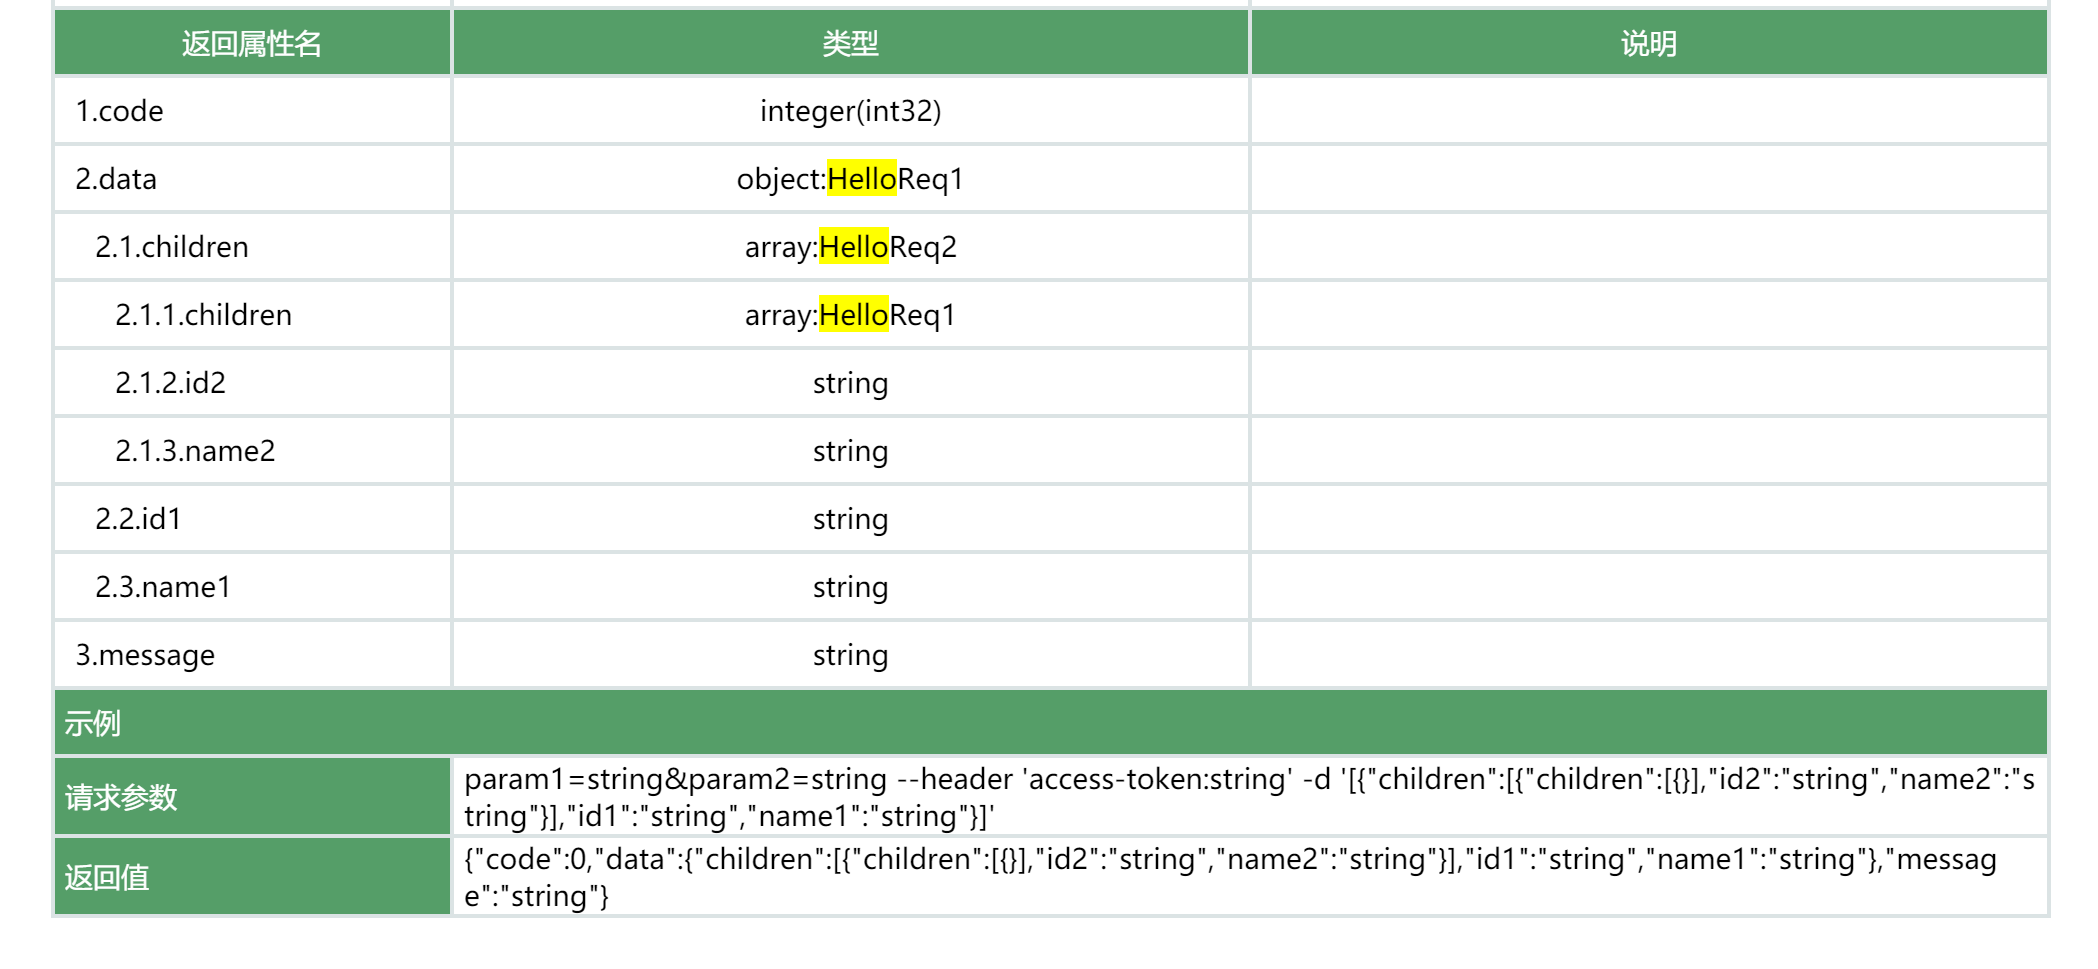 返回属性名 类型 说明
1.code integer(int32)
2.data object:HelloReq1
2.1.children array:HelloReq2
2.1.1.children array:HelloReq1
2.1.2.id2 string
2.1.3.name2 string
2.2.id1 string
2.3.name1 string
3.message string
示例
请求参数
param1=string&param2=string --header 'access-token:string' -d '[{"children":[{"children":[{}],"id2":"string","name2":"s
tring"}],"id1":"string","name1":"string"}]'
返回值
{"code":0,"data":{"children":[{"children":[{}],"id2":"string","name2":"string"}],"id1":"string","name1":"string"},"messag
e":"string"}